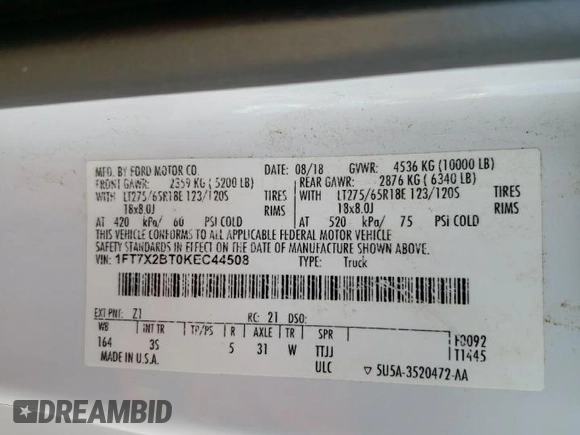 MFD. BY FORD MOTOR CO. DATE: 08/18 GVWR: 4536 KG (10000 LB)
FRONT GAWR: 2359 KG (5200 LB) REAR GAWR: 2876 KG (6340 LB)
WITH LT275/65R18E 123/120S TIRES WITH LT275/65R18E 123/120S TIRES
18x8.0J RIMS 18x8.0J RIMS
AT 420 kPa/ 60 PSI COLD AT 520 kPa/ 75 PSI COLD
THIS VEHICLE CONFORMS TO ALL APPLICABLE FEDERAL MOTOR VEHICLE
SAFETY STANDARDS IN EFFECT ON THE DATE OF MANUFACTURE SHOWN ABOVE.
VIN: 1FT7X2BT0KEC44508 TYPE: Truck
EXT PNT: Z1 RC: 21 DSO:
WB INT TR TP/PS R AXLE TR SPR F0092
164 3S 5 31 W TTJJ T1445
MADE IN U.S.A. ULC ▽ 5U5A-3520472-AA
DREAMBID